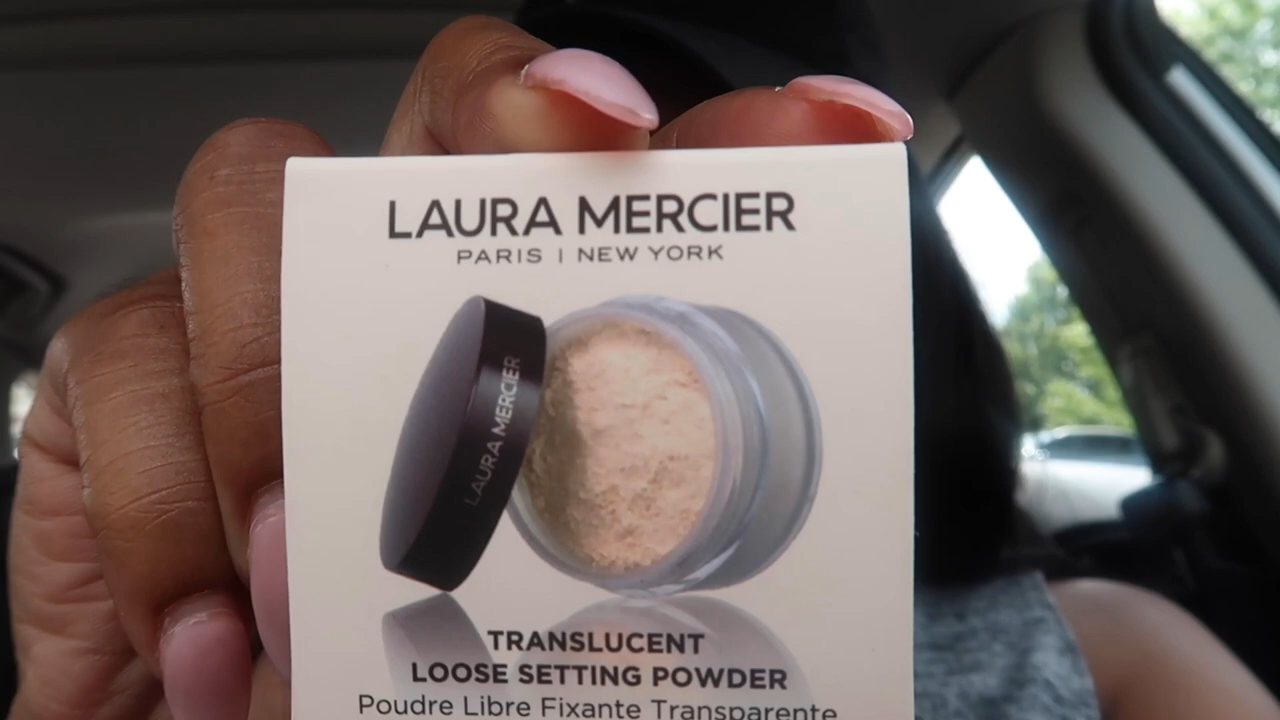 LAURA MERCIER
PARIS | NEW YORK
LAURA MERCIER
TRANSLUCENT
LOOSE SETTING POWDER
Poudre Libre Fixante Transparente